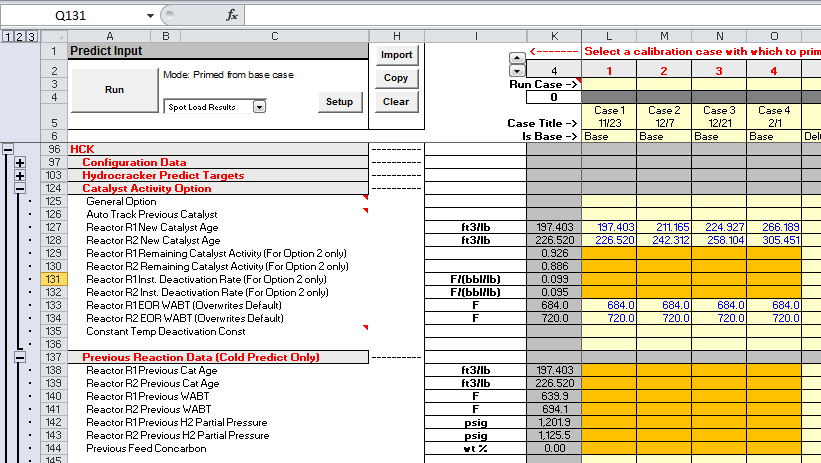 Q131 fx
1 2 3 A B C H I K L M N O
1 Predict Input Import <------- Select a calibration case with which to prim
2 Mode: Primed from base case Copy 4 1 2 3 4
3 Run Run Case ->
4 Spot Load Results Setup Clear 0
5 Case Title -> Case 1 11/23 Case 2 12/7 Case 3 12/21 Case 4 2/1
6 Is Base -> Base Base Base Base Del
96 HCK ----------
97 Configuration Data ----------
103 Hydrocracker Predict Targets ----------
124 Catalyst Activity Option ----------
125 General Option
126 Auto Track Previous Catalyst
127 Reactor R1 New Catalyst Age ft3/lb 197.403 197.403 211.165 224.927 266.189
128 Reactor R2 New Catalyst Age ft3/lb 226.520 226.520 242.312 258.104 305.451
129 Reactor R1 Remaining Catalyst Activity (For Option 2 only) 0.926
130 Reactor R2 Remaining Catalyst Activity (For Option 2 only) 0.886
131 Reactor R1 Inst. Deactivation Rate (For Option 2 only) F/(bbl/lb) 0.099
132 Reactor R2 Inst. Deactivation Rate (For Option 2 only) F/(bbl/lb) 0.095
133 Reactor R1 EOR WABT (Overwrites Default) F 684.0 684.0 684.0 684.0 684.0
134 Reactor R2 EOR WABT (Overwrites Default) F 720.0 720.0 720.0 720.0 720.0
135 Constant Temp Deactivation Const
136
137 Previous Reaction Data (Cold Predict Only) ----------
138 Reactor R1 Previous Cat Age ft3/lb 197.403
139 Reactor R2 Previous Cat Age ft3/lb 226.520
140 Reactor R1 Previous WABT F 639.9
141 Reactor R2 Previous WABT F 694.1
142 Reactor R1 Previous H2 Partial Pressure psig 1,201.9
143 Reactor R2 Previous H2 Partial Pressure psig 1,125.5
144 Previous Feed Concarbon wt % 0.00
145